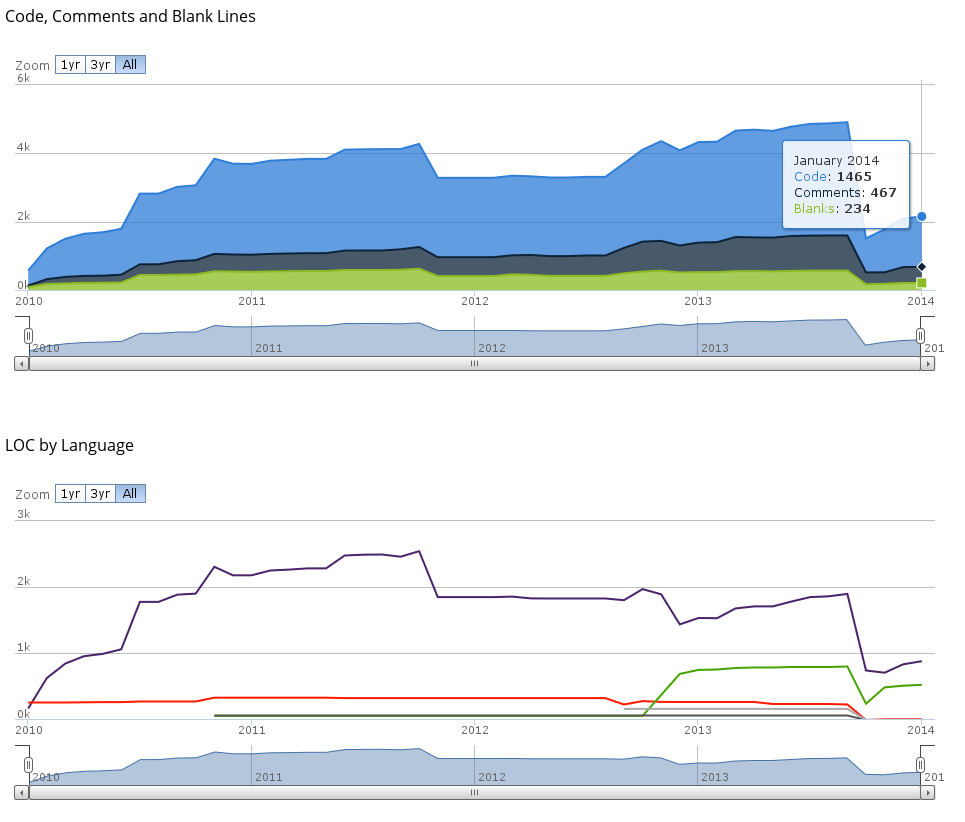 Code, Comments and Blank Lines
Zoom 1yr 3yr All
6k
4k
2k
0k
January 2014
Code: 1465
Comments: 467
Blanks: 234
2010 2011 2012 2013 2014
2010 2011 2012 2013 201
LOC by Language
Zoom 1yr 3yr All
3k
2k
1k
0k
2010 2011 2012 2013 2014
2010 2011 2012 2013 201